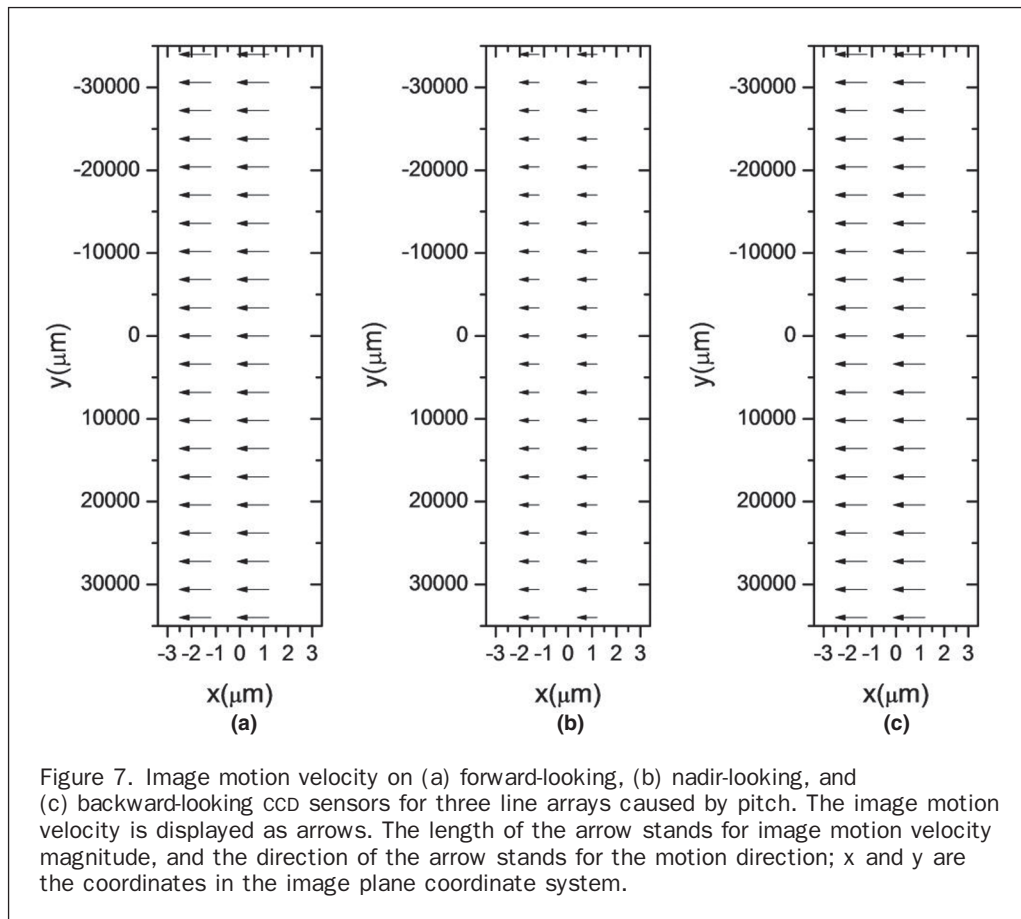 -30000
-20000
-10000
0
10000
20000
30000
y(μm)
-3 -2 -1 0 1 2 3
x(μm)
(a)
-30000
-20000
-10000
0
10000
20000
30000
y(μm)
-3 -2 -1 0 1 2 3
x(μm)
(b)
-30000
-20000
-10000
0
10000
20000
30000
y(μm)
-3 -2 -1 0 1 2 3
x(μm)
(c)
Figure 7. Image motion velocity on (a) forward-looking, (b) nadir-looking, and
(c) backward-looking CCD sensors for three line arrays caused by pitch. The image motion
velocity is displayed as arrows. The length of the arrow stands for image motion velocity
magnitude, and the direction of the arrow stands for the motion direction; x and y are
the coordinates in the image plane coordinate system.